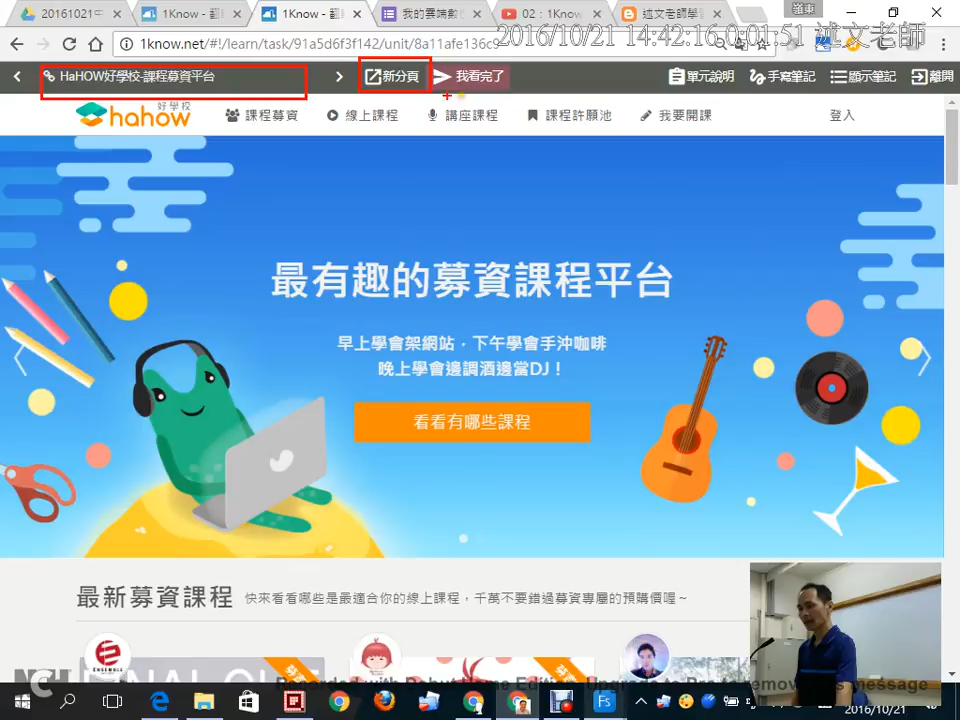 20161021中
1Know - 翻
1Know - 翻
我的雲端數
02：1Know
述文老師學
羅東
1know.net/#!/learn/task/91a5d6f3f142/unit/8a11afe136c9
2016/10/21 14:42:16 0:01:51 述文老師
HaHOW好學校-課程募資平台
新分頁
我看完了
單元說明
手寫筆記
顯示筆記
離開
好學校
hahow
課程募資
線上課程
講座課程
課程許願池
我要開課
登入
最有趣的募資課程平台
早上學會架網站，下午學會手沖咖啡
晚上學會邊調酒邊當DJ！
看看有哪些課程
最新募資課程
快來看看哪些是最適合你的線上課程，千萬不要錯過募資專屬的預購價喔～
ENSEMBLE
2016/10/21